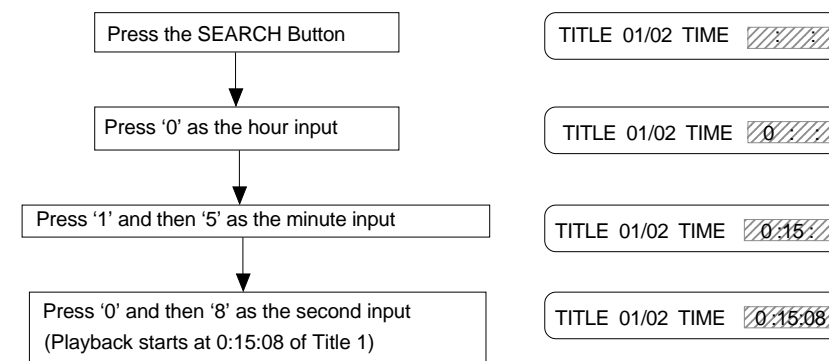 Press the SEARCH Button
TITLE 01/02 TIME : :
Press ‘0’ as the hour input
TITLE 01/02 TIME 0 : :
Press ‘1’ and then ‘5’ as the minute input
TITLE 01/02 TIME 0 :15 :
Press ‘0’ and then ‘8’ as the second input
(Playback starts at 0:15:08 of Title 1)
TITLE 01/02 TIME 0 :15:08